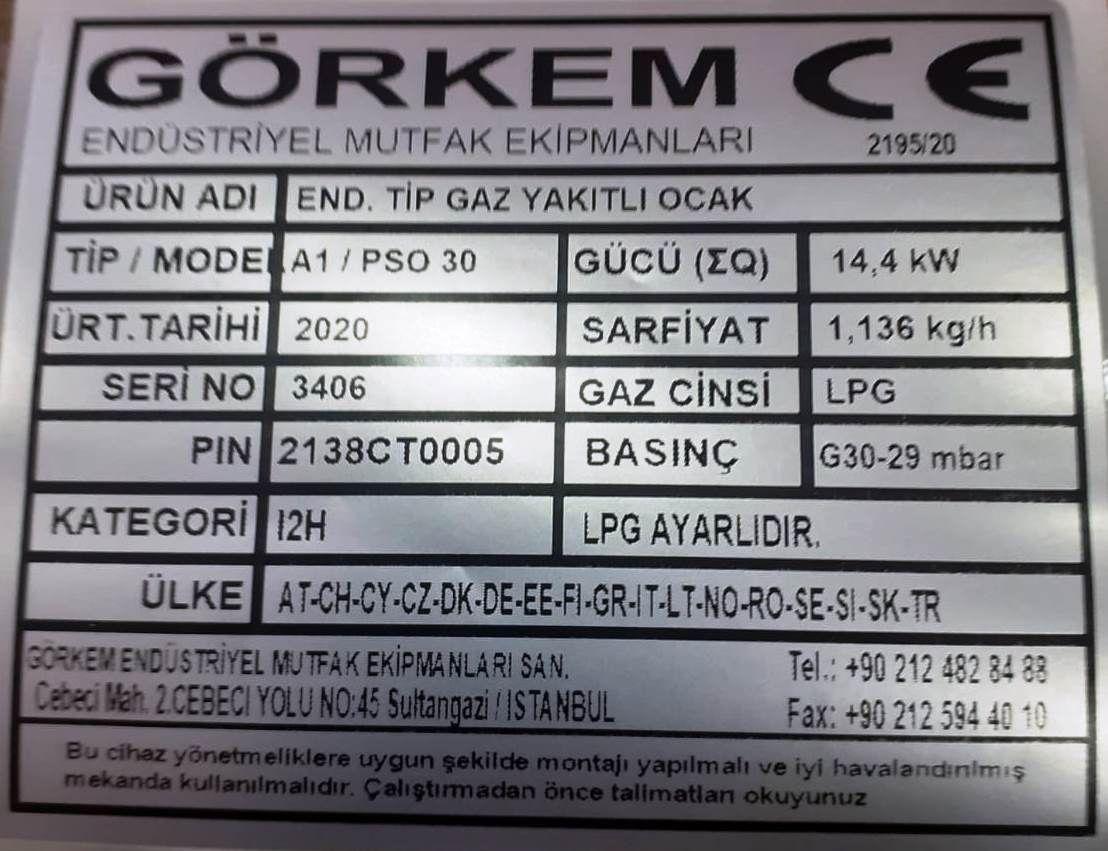 GÖRKEM CE
ENDÜSTRİYEL MUTFAK EKİPMANLARI 2195/20
ÜRÜN ADI END. TİP GAZ YAKITLI OCAK
TİP / MODEL A1 / PSO 30 GÜCÜ (ΣQ) 14,4 kW
ÜRT.TARİHİ 2020 SARFİYAT 1,136 kg/h
SERİ NO 3406 GAZ CİNSİ LPG
PIN 2138CT0005 BASINÇ G30-29 mbar
KATEGORİ I2H LPG AYARLIDIR.
ÜLKE AT-CH-CY-CZ-DK-DE-EE-FI-GR-IT-LT-NO-RO-SE-SI-SK-TR
GÖRKEM ENDÜSTRİYEL MUTFAK EKİPMANLARI SAN. Tel.: +90 212 482 84 88
Cebeci Mah. 2.CEBECI YOLU NO:45 Sultangazi / ISTANBUL Fax: +90 212 594 40 10
Bu cihaz yönetmeliklere uygun şekilde montajı yapılmalı ve iyi havalandırılmış
mekanda kullanılmalıdır. Çalıştırmadan önce talimatları okuyunuz